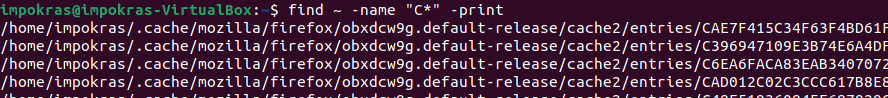 impokras@impokras-VirtualBox:~$ find ~ -name "C*" -print
/home/impokras/.cache/mozilla/firefox/obxdcw9g.default-release/cache2/entries/CAE7F415C34F63F4BD61F
/home/impokras/.cache/mozilla/firefox/obxdcw9g.default-release/cache2/entries/C396947109E3B74E6A4DF
/home/impokras/.cache/mozilla/firefox/obxdcw9g.default-release/cache2/entries/C6EA6FACA83EAB3407072
/home/impokras/.cache/mozilla/firefox/obxdcw9g.default-release/cache2/entries/CAD012C02C3CCC617B8E8